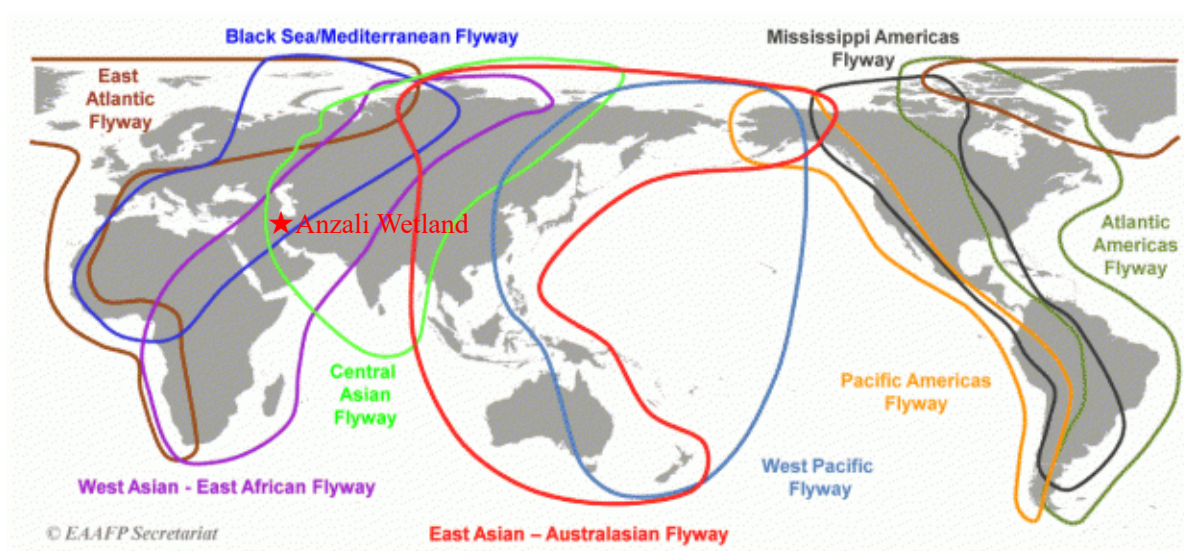 Black Sea/Mediterranean Flyway
Mississippi Americas
Flyway
East
Atlantic
Flyway
Anzali Wetland
Atlantic
Americas
Flyway
Central
Asian
Flyway
Pacific Americas
Flyway
West Asian - East African Flyway
West Pacific
Flyway
© EAAFP Secretariat
East Asian – Australasian Flyway